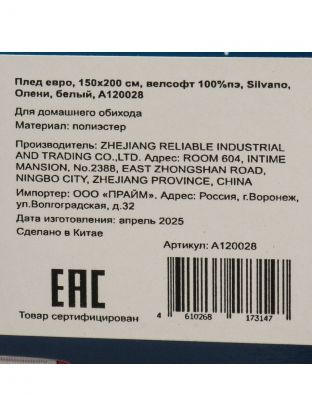 Плед евро, 150х200 см, велсофт 100%пэ, Silvano,
Олени, белый, А120028
Для домашнего обихода
Материал: полиэстер
Производитель: ZHEJIANG RELIABLE INDUSTRIAL
AND TRADING CO.,LTD. Адрес: ROOM 604, INTIME
MANSION, No.2388, EAST ZHONGSHAN ROAD,
NINGBO CITY, ZHEJIANG PROVINCE, CHINA
Импортер: ООО «ПРАЙМ». Адрес: Россия, г.Воронеж,
ул.Волгоградская, д.32
Дата изготовления: апрель 2025
Сделано в Китае
Артикул: А120028
EAC
Товар сертифицирован
4 610268 173147